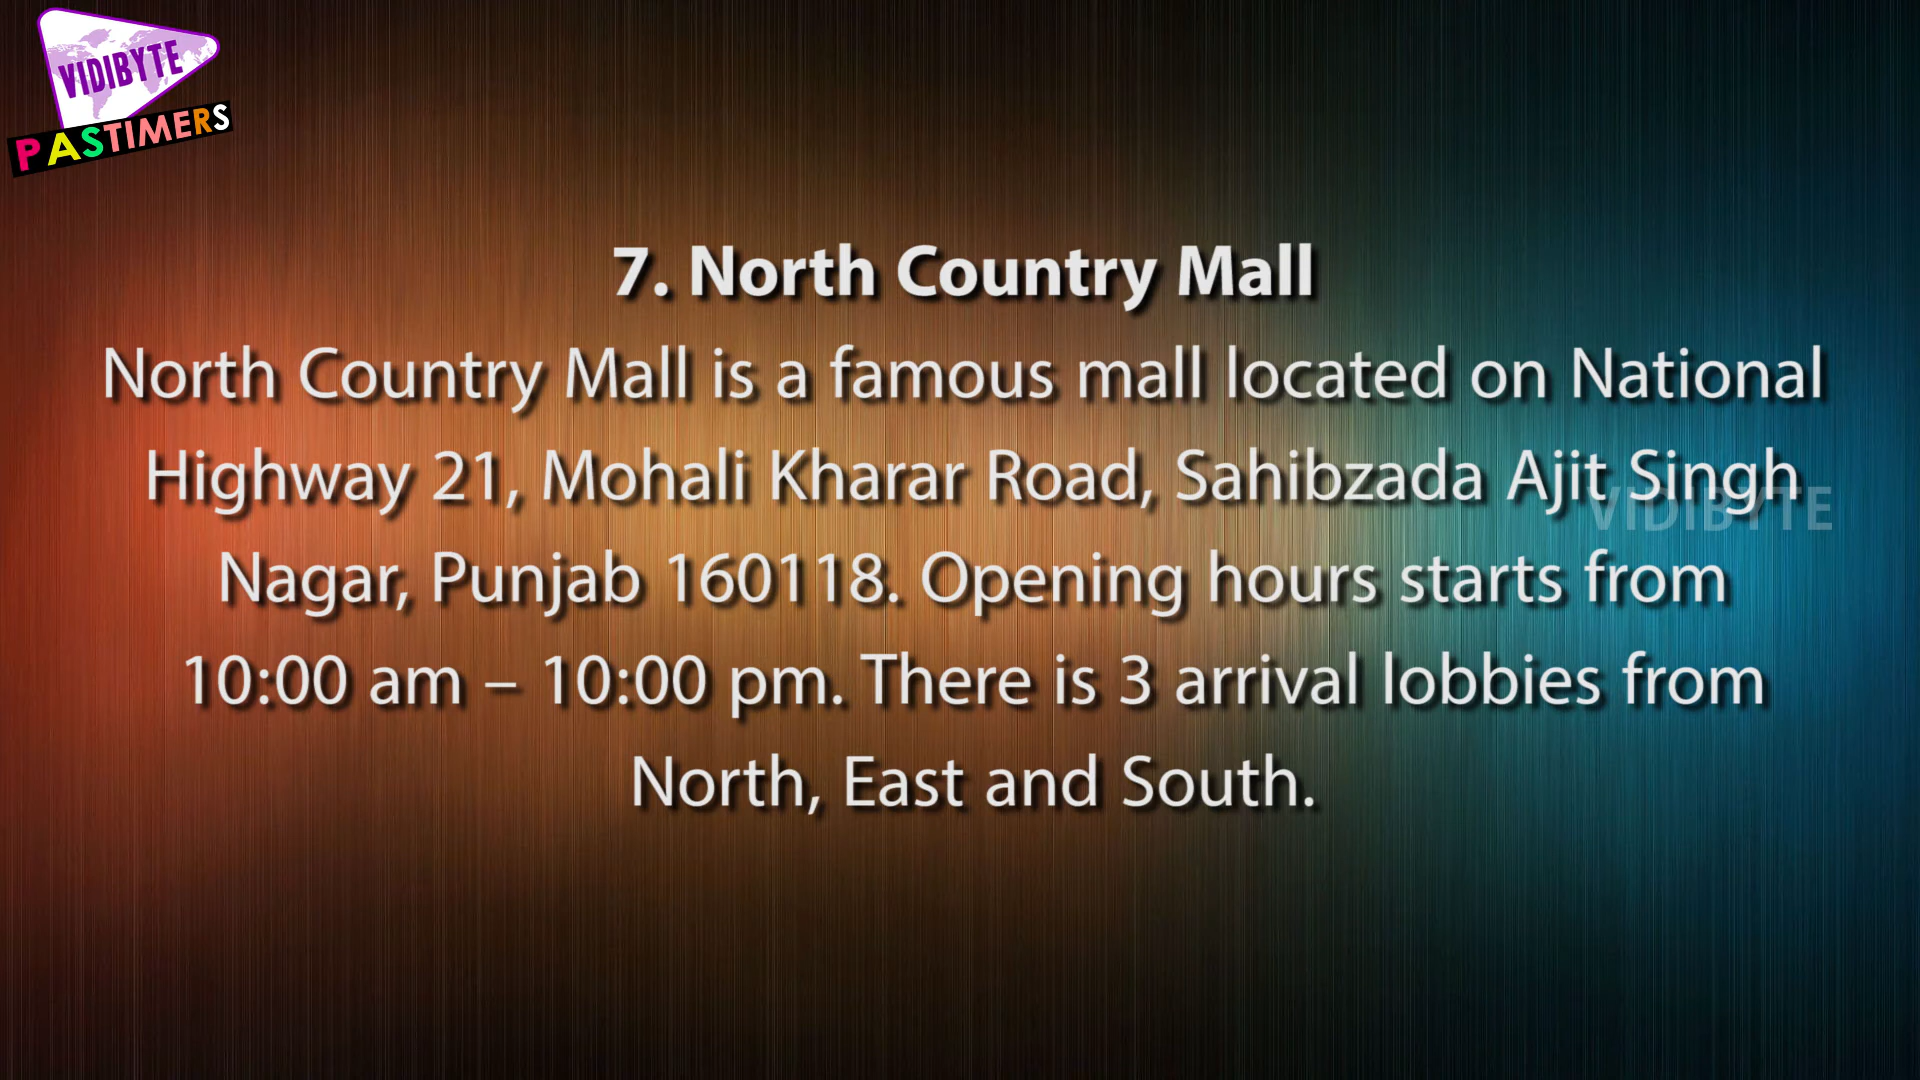 VIDIBYTE
PASTIMERS
7. North Country Mall
North Country Mall is a famous mall located on National
Highway 21, Mohali Kharar Road, Sahibzada Ajit Singh
VIDIBYTE
Nagar, Punjab 160118. Opening hours starts from
10:00 am – 10:00 pm. There is 3 arrival lobbies from
North, East and South.